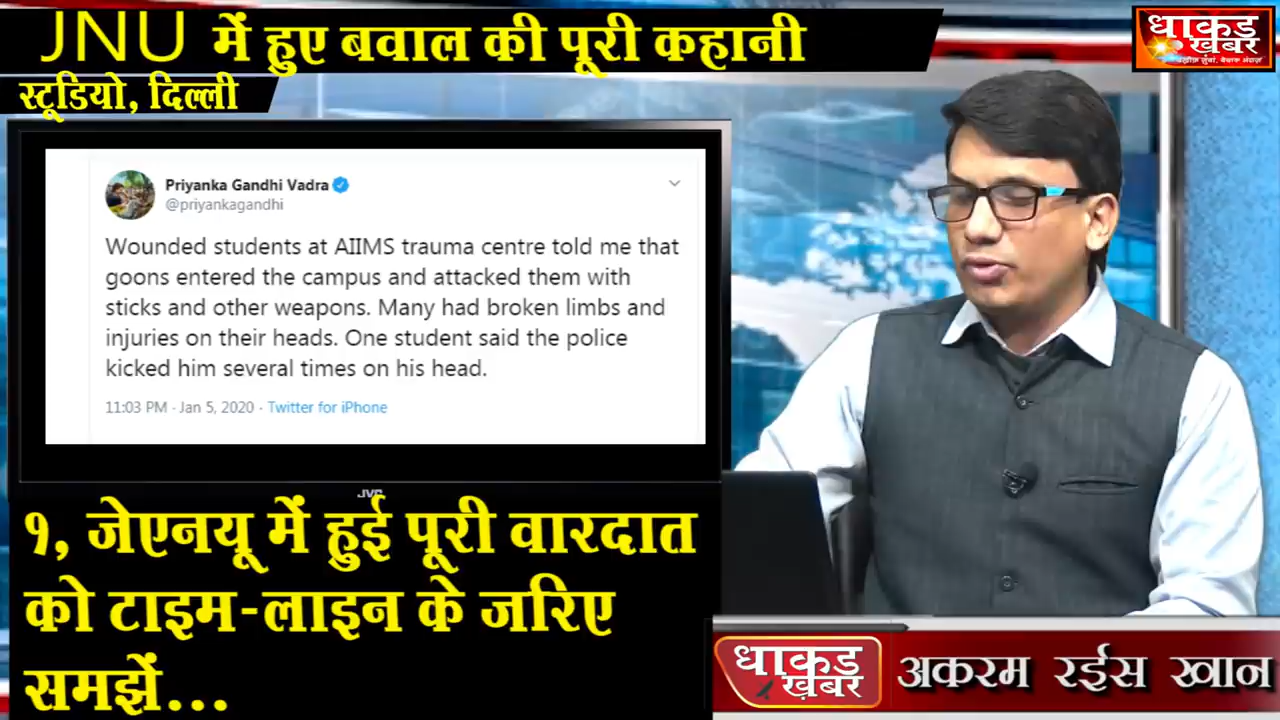 JNU में हुए बवाल की पूरी कहानी
स्टूडियो, दिल्ली
धाकड़
ख़बर
Priyanka Gandhi Vadra
@priyankagandhi
Wounded students at AIIMS trauma centre told me that
goons entered the campus and attacked them with
sticks and other weapons. Many had broken limbs and
injuries on their heads. One student said the police
kicked him several times on his head.
11:03 PM · Jan 5, 2020 · Twitter for iPhone
JVC
१, जेएनयू में हुई पूरी वारदात
को टाइम-लाइन के जरिए
समझें...
धाकड़
ख़बर
अकरम रईस खान